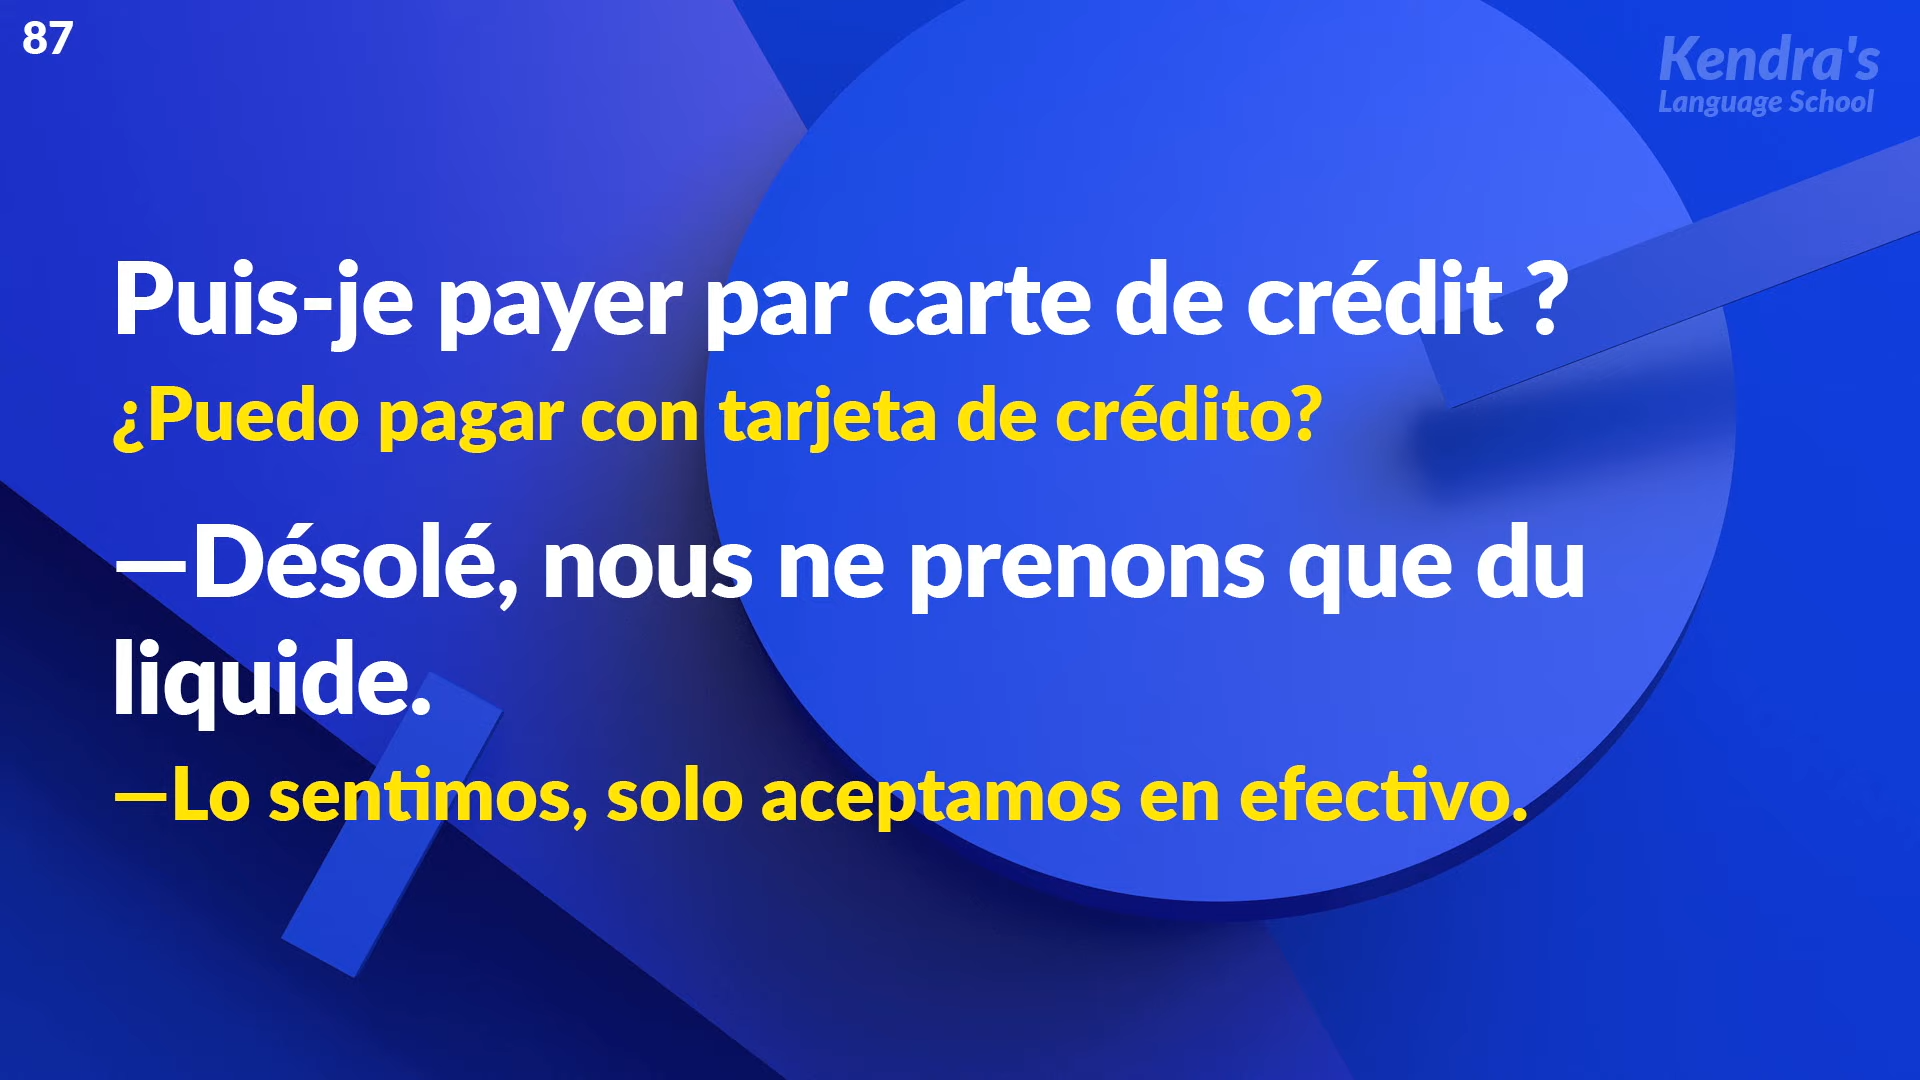 87
Kendra's
Language School
Puis-je payer par carte de crédit ?
¿Puedo pagar con tarjeta de crédito?
—Désolé, nous ne prenons que du
liquide.
—Lo sentimos, solo aceptamos en efectivo.